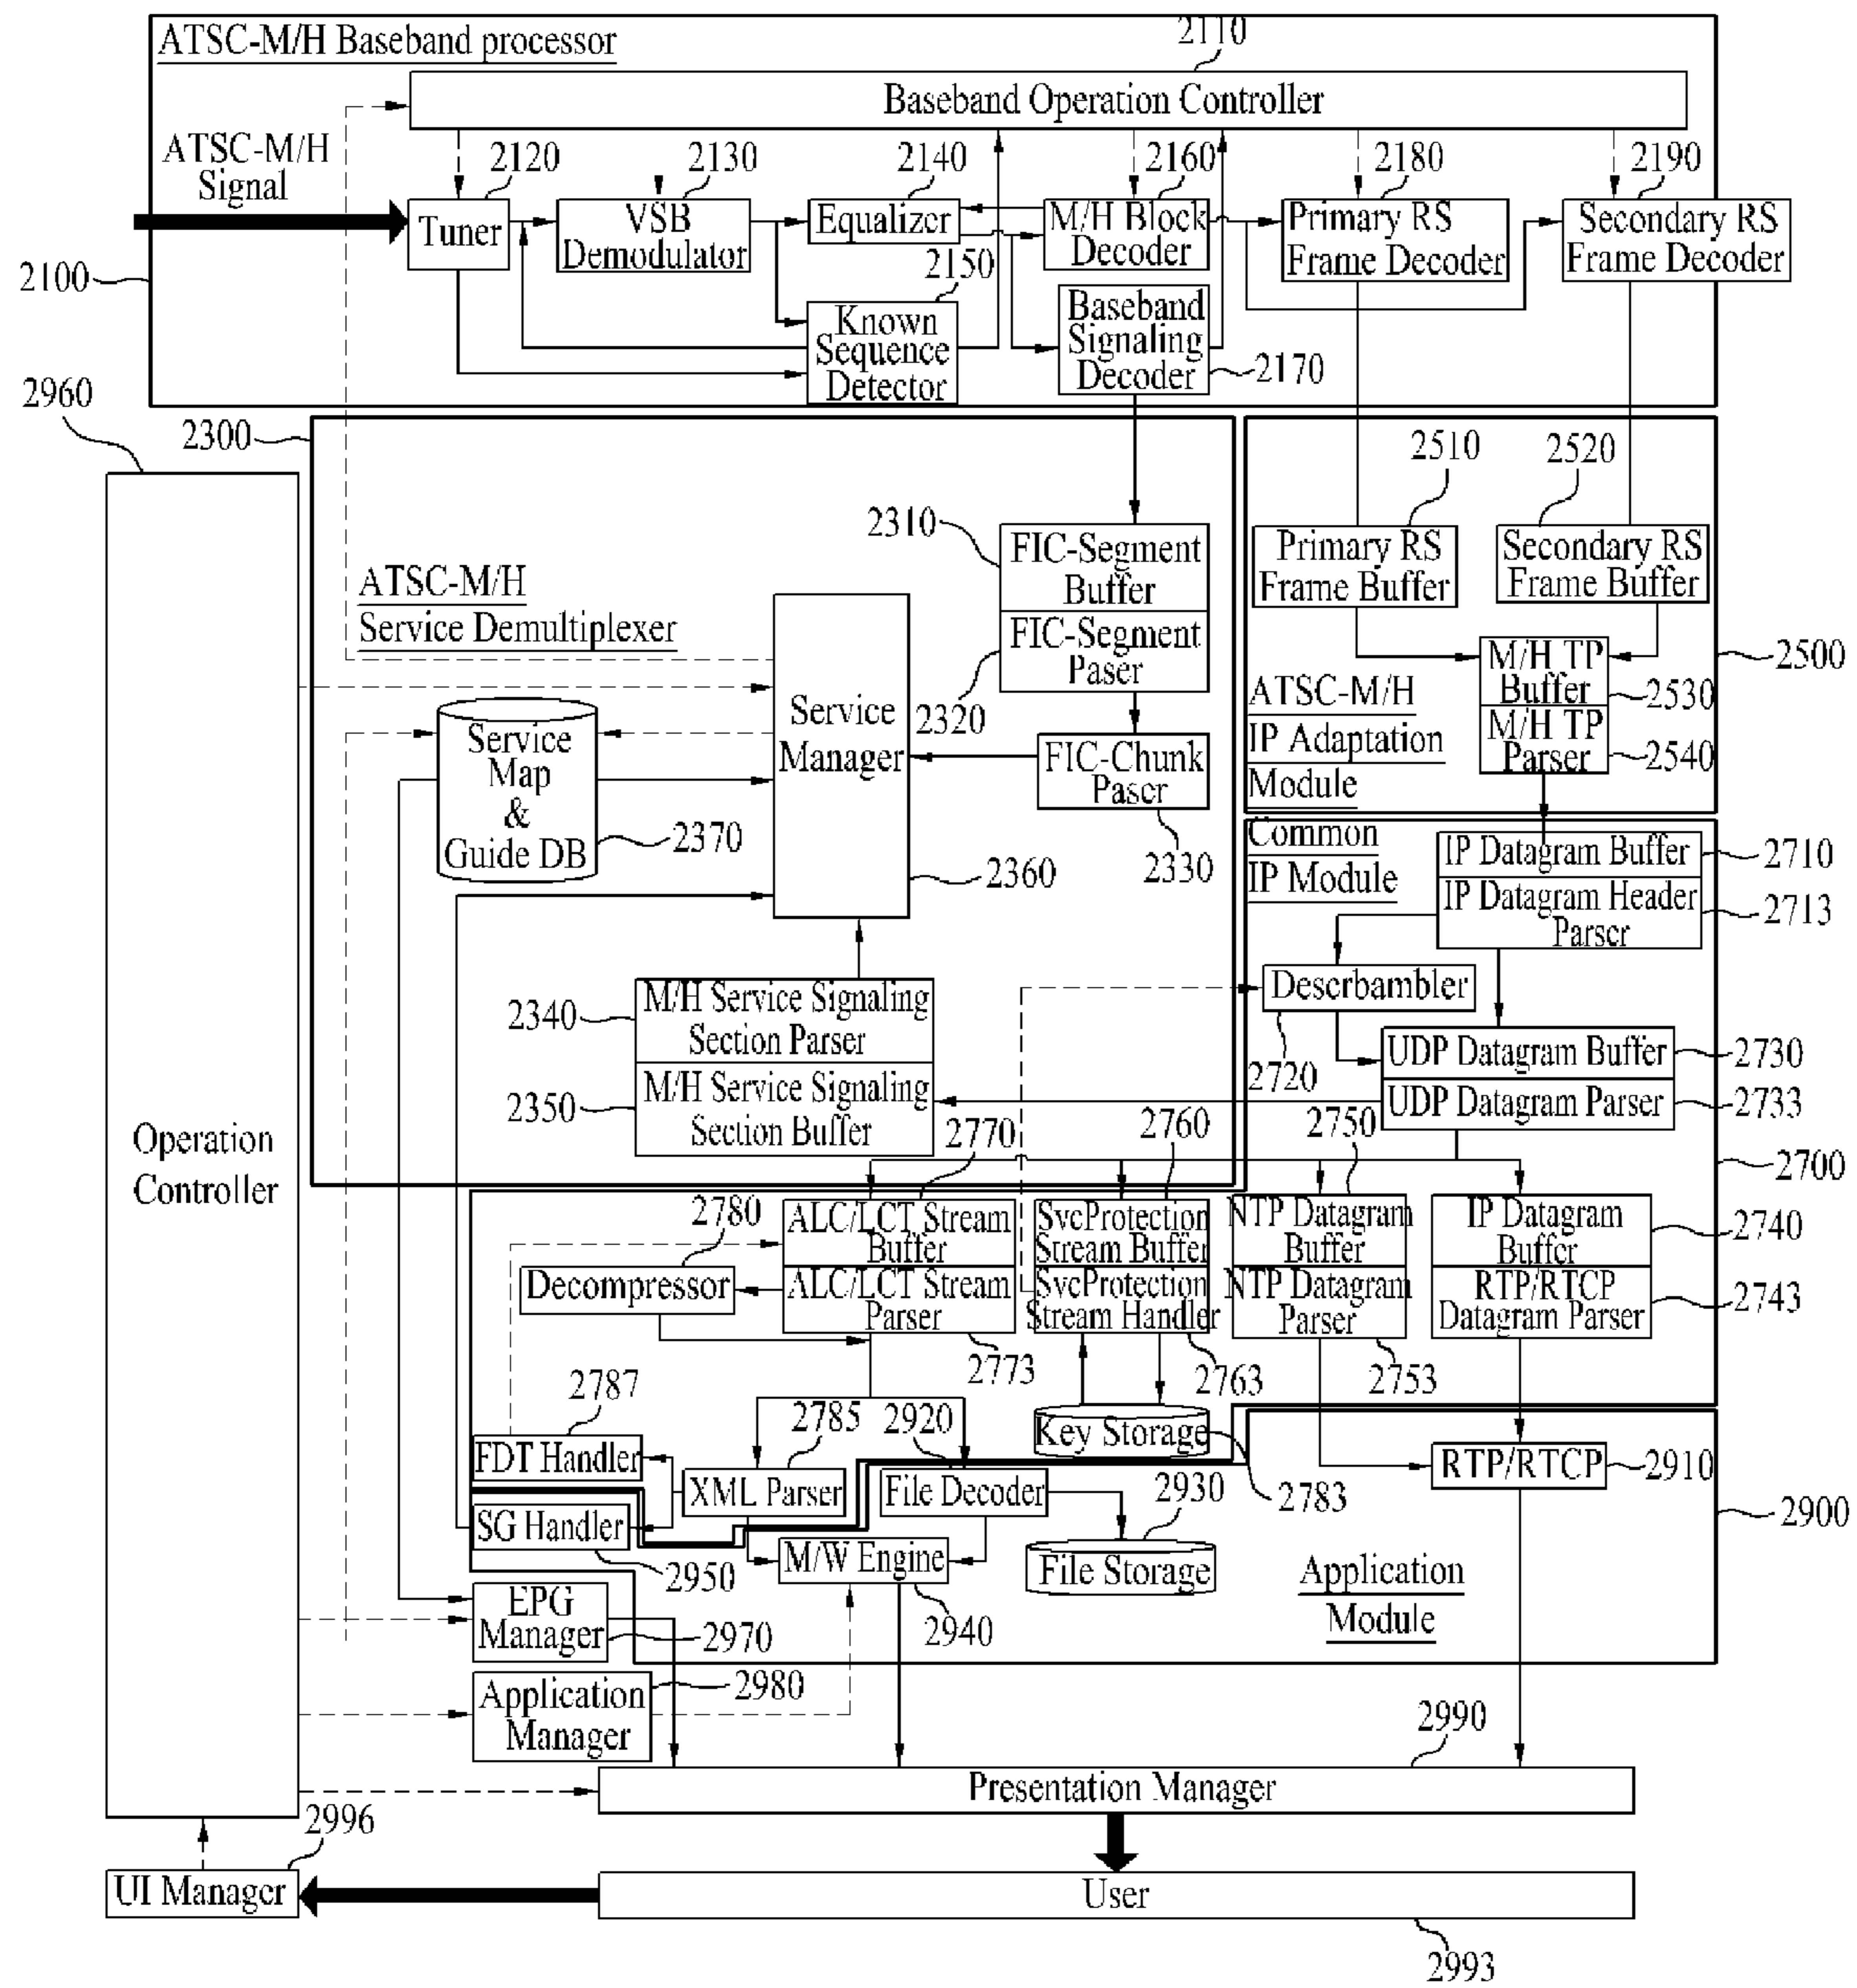 ATSC-M/H Baseband processor
2110
Baseband Operation Controller
ATSC-M/H
Signal
2120
2130
2140
2160
2180
2190
Tuner
VSB
Demodulator
Equalizer
M/H Block
Decoder
Primary RS
Frame Decoder
Secondary RS
Frame Decoder
2100
2150
Known
Sequence
Detector
Baseband
Signaling
Decoder
2170
2960
2300
2510
2520
2310
FIC-Segment
Buffer
Primary RS
Frame Buffer
Secondary RS
Frame Buffer
ATSC-M/H
Service Demultiplexer
FIC-Segment
Paser
2320
M/H TP
Buffer
2530
2500
M/H TP
Parser
2540
ATSC-M/H
IP Adaptation
Module
Service
Manager
Service
Map
&
Guide DB
2370
FIC-Chunk
Paser
2330
2360
Common
IP Module
IP Datagram Buffer
2710
IP Datagram Header
Parser
2713
Descrbambler
2720
2340
M/H Service Signaling
Section Parser
UDP Datagram Buffer
2730
2350
M/H Service Signaling
Section Buffer
UDP Datagram Parser
2733
Operation
Controller
2770
2760
2750
2700
2780
ALC/LCT Stream
Buffer
SvcProtection
Stream Buffer
NTP Datagram
Buffer
IP Datagram
Buffer
2740
Decompressor
ALC/LCT Stream
Parser
SvcProtection
Stream Handler
NTP Datagram
Parser
RTP/RTCP
Datagram Parser
2743
2773
2763
2753
2787
2785
2920
Key Storage
FDT Handler
XML Parser
File Decoder
2930
2783
RTP/RTCP
2910
SG Handler
2950
M/W Engine
2940
File Storage
2900
Application
Module
EPG
Manager
2970
Application
Manager
2980
2990
Presentation Manager
2996
UI Manager
User
2993